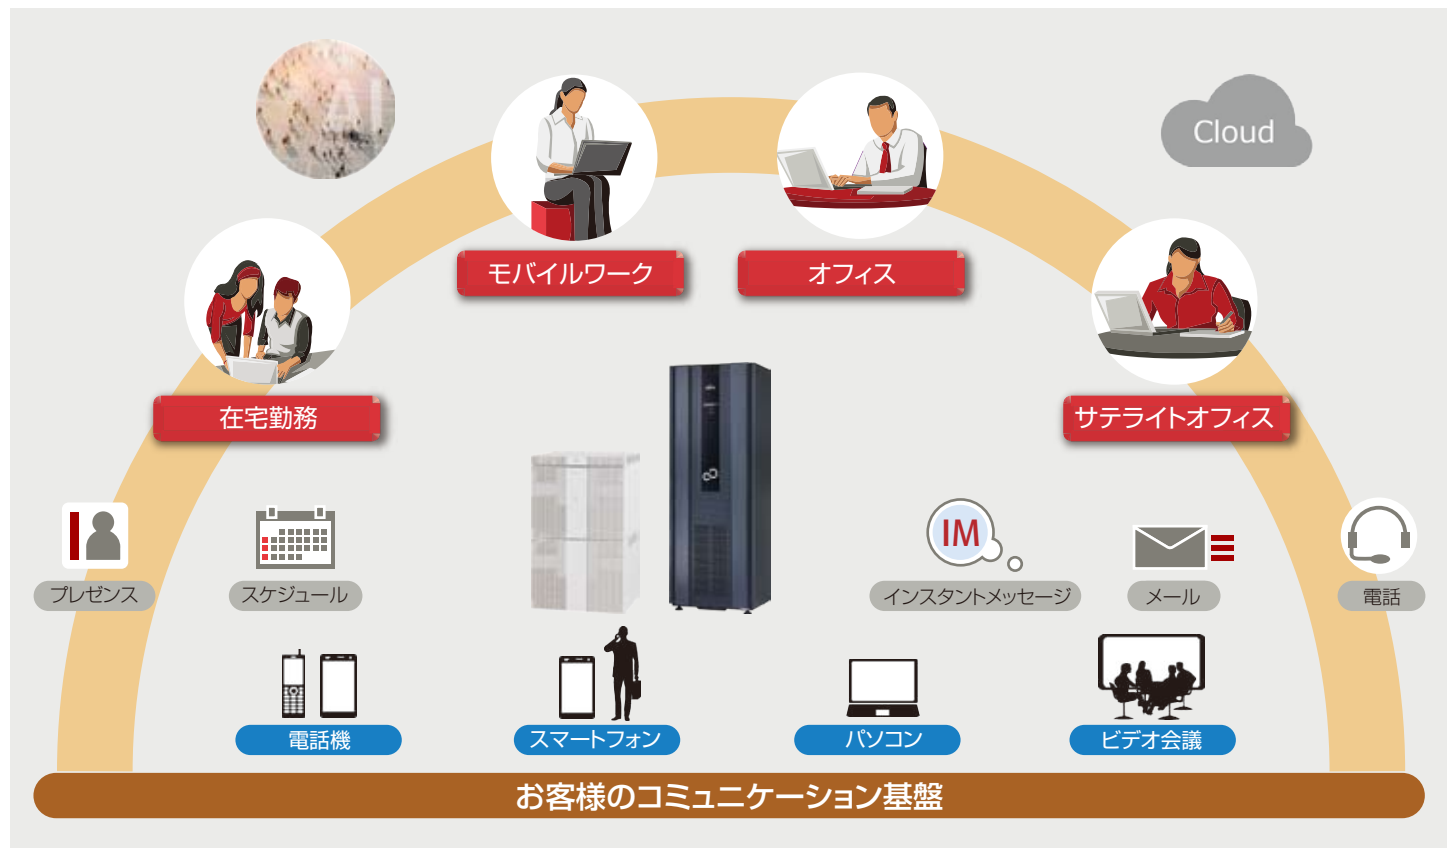 AI
Cloud
モバイルワーク
オフィス
在宅勤務
サテライトオフィス
IM
プレゼンス
スケジュール
インスタントメッセージ
メール
電話
電話機
スマートフォン
パソコン
ビデオ会議
お客様のコミュニケーション基盤